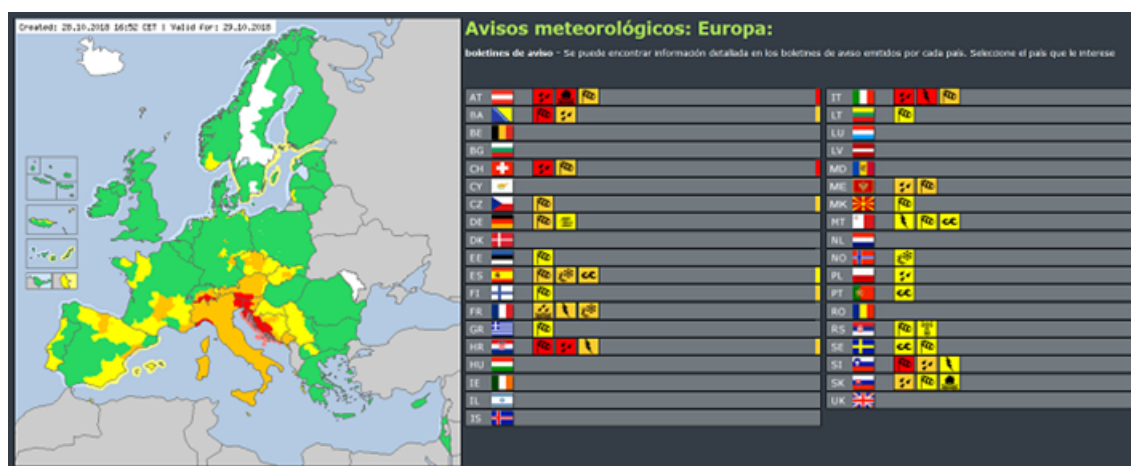 Created: 28.10.2018 16:52 CET | Valid for: 29.10.2018
Avisos meteorológicos: Europa:
boletines de aviso - Se puede encontrar información detallada en los boletines de aviso emitidos por cada país. Seleccione el país que le interese
AT
BA
BE
BG
CH
CY
CZ
DE
DK
EE
ES
FI
FR
GR
HR
HU
IE
IL
IS
IT
LT
LU
LV
MD
ME
MK
MT
NL
NO
PL
PT
RO
RS
SE
SI
SK
UK